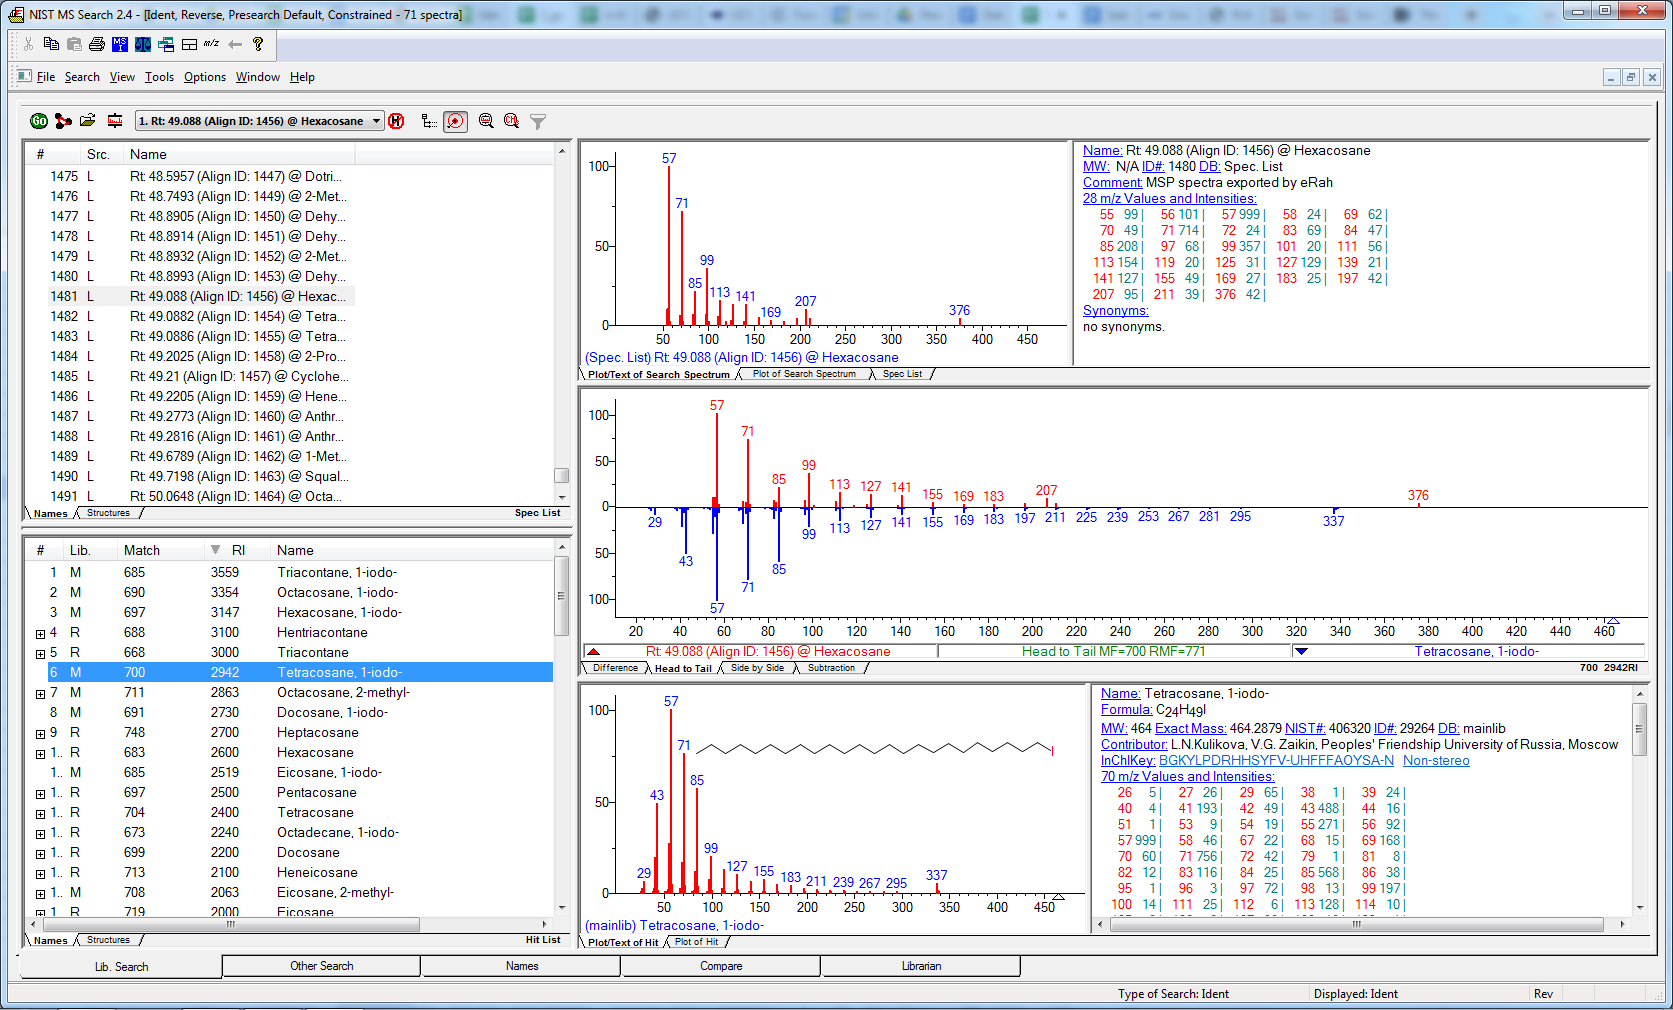 NIST MS Search 2.4 - [Ident, Reverse, Presearch Default, Constrained - 71 spectra]
File Search View Tools Options Window Help
1. Rt: 49.088 (Align ID: 1456) @ Hexacosane
# Src. Name
1475 L Rt: 48.5957 (Align ID: 1447) @ Dotri...
1476 L Rt: 48.7493 (Align ID: 1449) @ 2-Met...
1477 L Rt: 48.8905 (Align ID: 1450) @ Dehy...
1478 L Rt: 48.8914 (Align ID: 1451) @ Dehy...
1479 L Rt: 48.8932 (Align ID: 1452) @ 2-Met...
1480 L Rt: 48.8993 (Align ID: 1453) @ Dehy...
1481 L Rt: 49.088 (Align ID: 1456) @ Hexac...
1482 L Rt: 49.0882 (Align ID: 1454) @ Tetra...
1483 L Rt: 49.0886 (Align ID: 1455) @ Tetra...
1484 L Rt: 49.2025 (Align ID: 1458) @ 2-Pro...
1485 L Rt: 49.21 (Align ID: 1457) @ Cyclohe...
1486 L Rt: 49.2205 (Align ID: 1459) @ Hene...
1487 L Rt: 49.2773 (Align ID: 1460) @ Anthr...
1488 L Rt: 49.2816 (Align ID: 1461) @ Anthr...
1489 L Rt: 49.6789 (Align ID: 1462) @ 1-Met...
1490 L Rt: 49.7198 (Align ID: 1463) @ Squal...
1491 L Rt: 50.0648 (Align ID: 1464) @ Octa...
Names Structures Spec List
# Lib. Match RI Name
1 M 685 3559 Triacontane, 1-iodo-
2 M 690 3354 Octacosane, 1-iodo-
3 M 697 3147 Hexacosane, 1-iodo-
4 R 688 3100 Hentriacontane
5 R 668 3000 Triacontane
6 M 700 2942 Tetracosane, 1-iodo-
7 M 711 2863 Octacosane, 2-methyl-
8 M 691 2730 Docosane, 1-iodo-
9 R 748 2700 Heptacosane
1.. R 683 2600 Hexacosane
1.. M 685 2519 Eicosane, 1-iodo-
1.. R 697 2500 Pentacosane
1.. R 704 2400 Tetracosane
1.. R 673 2240 Octadecane, 1-iodo-
1.. R 699 2200 Docosane
1.. R 713 2100 Heneicosane
1.. M 708 2063 Eicosane, 2-methyl-
1.. R 719 2000 Eicosane
Names Structures Hit List
100 50 0
57 71 85 99 113 141 169 207 376
50 100 150 200 250 300 350 400 450
(Spec. List) Rt: 49.088 (Align ID: 1456) @ Hexacosane
Plot/Text of Search Spectrum Plot of Search Spectrum Spec List
Name: Rt: 49.088 (Align ID: 1456) @ Hexacosane
MW: N/A ID#: 1480 DB: Spec. List
Comment: MSP spectra exported by eRah
28 m/z Values and Intensities:
55 99| 56 101| 57 999| 58 24| 69 62|
70 49| 71 714| 72 24| 83 69| 84 47|
85 208| 97 68| 99 357| 101 20| 111 56|
113 154| 119 20| 125 31| 127 129| 139 21|
141 127| 155 49| 169 27| 183 25| 197 42|
207 95| 211 39| 376 42|
Synonyms:
no synonyms.
100 50 0 50 100
57 71 85 99 113 127 141 155 169 183 207 376
29 43 57 71 85 99 113 127 141 155 169 183 197 211 225 239 253 267 281 295 337
20 40 60 80 100 120 140 160 180 200 220 240 260 280 300 320 340 360 380 400 420 440 460
Rt: 49.088 (Align ID: 1456) @ Hexacosane Head to Tail MF=700 RMF=771 Tetracosane, 1-iodo-
Difference Head to Tail Side by Side Subtraction 700 2942RI
100 50 0
29 43 57 71 85 99 127 155 183 211 239 267 295 337
50 100 150 200 250 300 350 400 450
I
(mainlib) Tetracosane, 1-iodo-
Plot/Text of Hit Plot of Hit
Name: Tetracosane, 1-iodo-
Formula: C24H49I
MW: 464 Exact Mass: 464.2879 NIST#: 406320 ID#: 29264 DB: mainlib
Contributor: L.N.Kulikova, V.G. Zaikin, Peoples' Friendship University of Russia, Moscow
InChIKey: BGKYLPDRHHSYFV-UHFFFAOYSA-N Non-stereo
70 m/z Values and Intensities:
26 5| 27 26| 29 65| 38 1| 39 24|
40 4| 41 193| 42 49| 43 488| 44 16|
51 1| 53 9| 54 19| 55 271| 56 92|
57 999| 58 46| 67 22| 68 15| 69 168|
70 60| 71 756| 72 42| 79 1| 81 8|
82 12| 83 116| 84 25| 85 568| 86 38|
95 1| 96 3| 97 72| 98 13| 99 197|
100 14| 111 25| 112 6| 113 128| 114 10|
Lib. Search Other Search Names Compare Librarian
Type of Search: Ident Displayed: Ident Rev